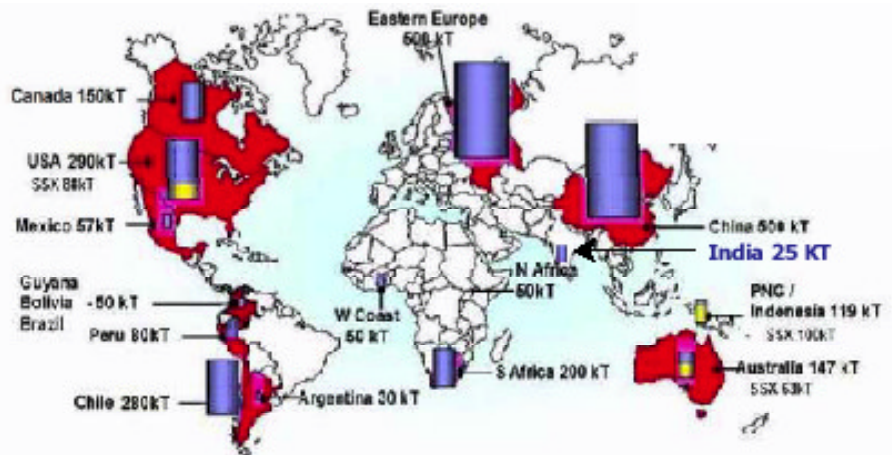 Eastern Europe
500 kT
Canada 150kT
USA 290kT
SSX 88kT
Mexico 57kT
China 500 kT
India 25 KT
Guyana
Bolivia
Brazil
- 50 kT
N Africa
50kT
PNG /
Indonesia 119 kT
SSX 100kT
W Coast
50 kT
Peru 80kT
S Africa 200 kT
Australia 147 kT
SSX 63kT
Chile 280kT
Argentina 30 kT